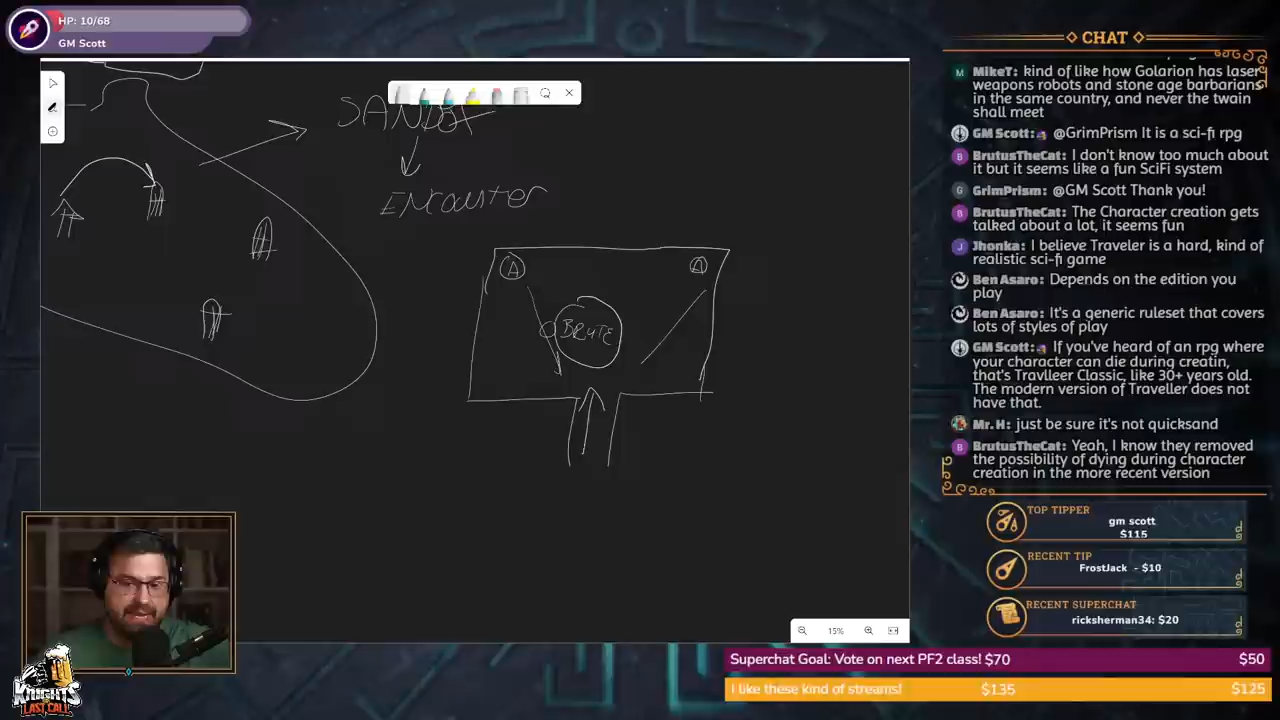 HP: 10/68
GM Scott
SANDBOX
ENCOUNTER
A
A
BRUTE
15%
CHAT
M MikeT: kind of like how Golarion has laser
weapons robots and stone age barbarians
in the same country, and never the twain
shall meet
GM Scott: @GrimPrism It is a sci-fi rpg
B BrutusTheCat: I don't know too much about
it but it seems like a fun SciFi system
G GrimPrism: @GM Scott Thank you!
B BrutusTheCat: The Character creation gets
talked about a lot, it seems fun
J Jhonka: I believe Traveler is a hard, kind of
realistic sci-fi game
Ben Asaro: Depends on the edition you
play
Ben Asaro: It's a generic ruleset that covers
lots of styles of play
GM Scott: If you've heard of an rpg where
your character can die during creatin,
that's Travlleer Classic, like 30+ years old.
The modern version of Traveller does not
have that.
Mr. H: just be sure it's not quicksand
B BrutusTheCat: Yeah, I know they removed
the possibility of dying during character
creation in the more recent version
TOP TIPPER
gm scott
$115
RECENT TIP
FrostJack - $10
RECENT SUPERCHAT
ricksherman34: $20
Superchat Goal: Vote on next PF2 class! $70 $50
I like these kind of streams! $135 $125
KNIGHTS
LAST CALL